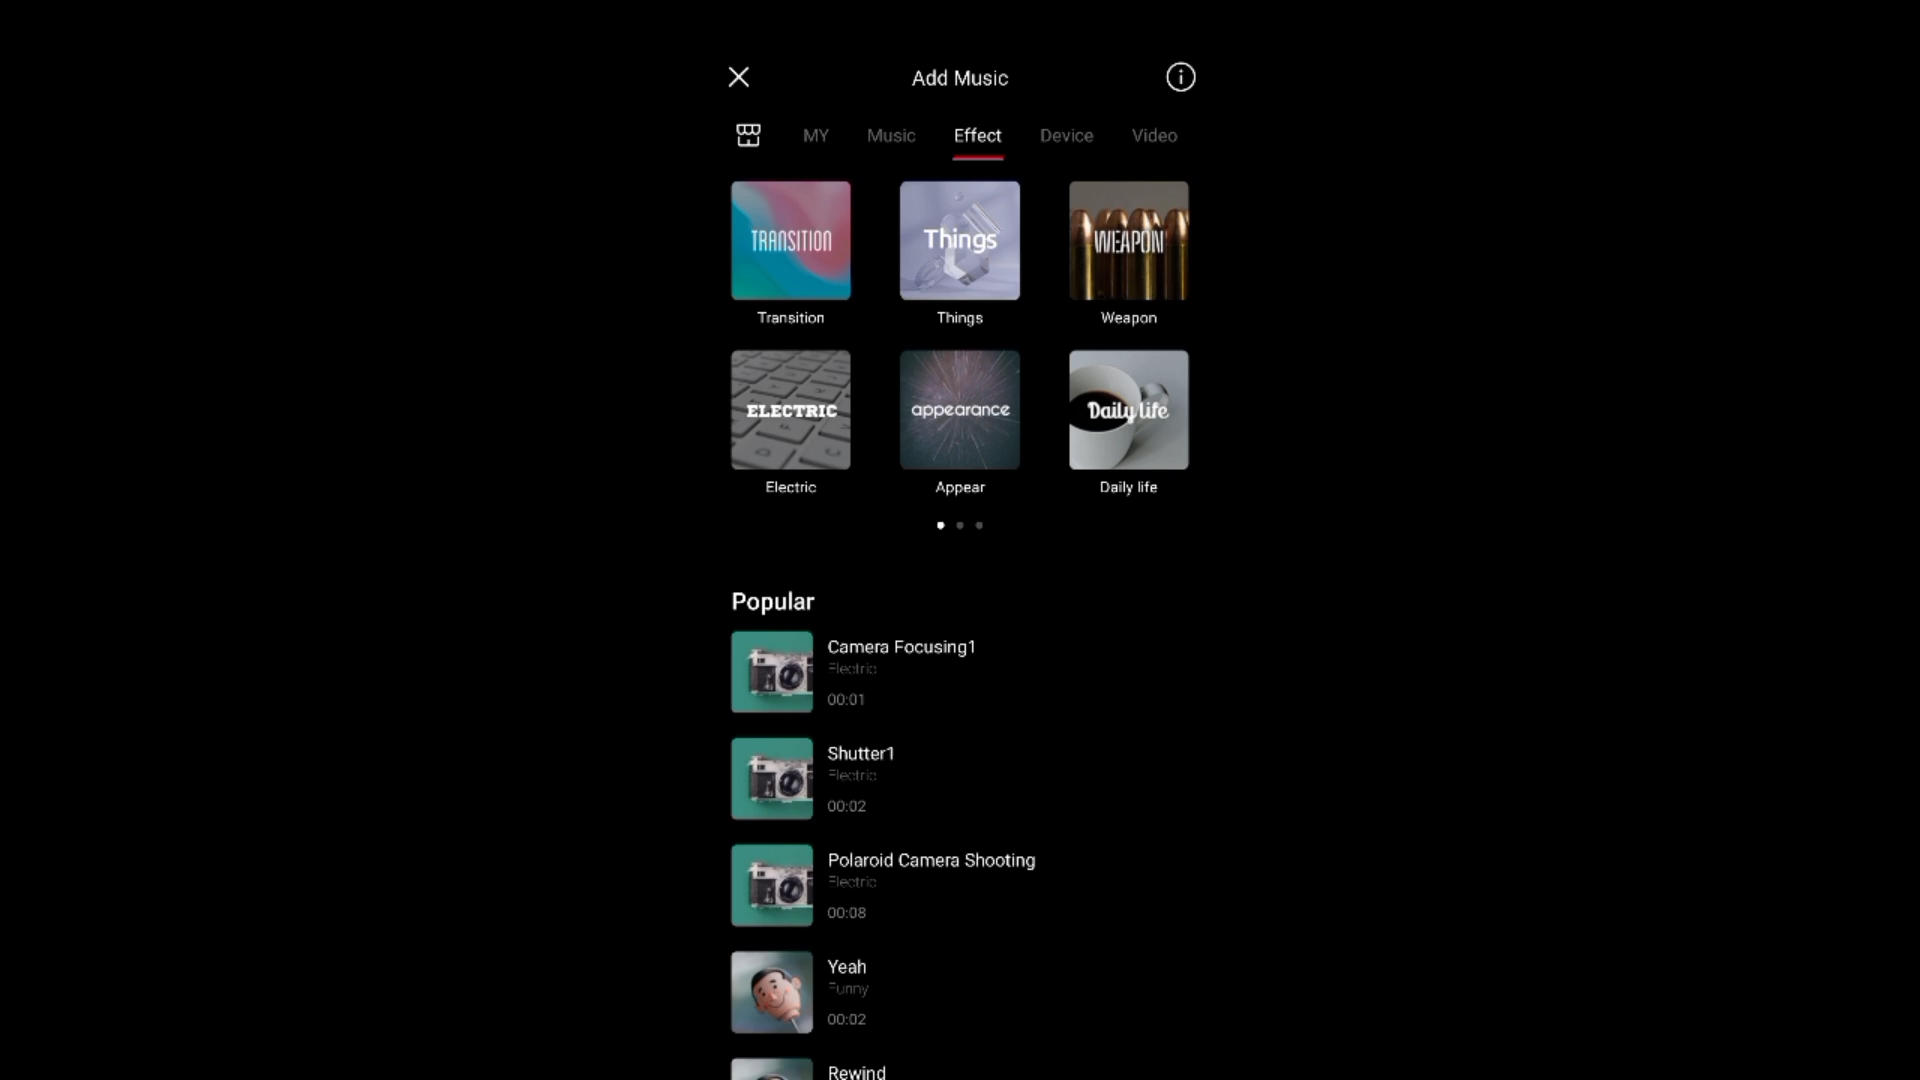 Add Music
MY Music Effect Device Video
TRANSITION Things WEAPON
Transition Things Weapon
ELECTRIC appearance Daily life
Electric Appear Daily life
Popular
Camera Focusing1
Electric
00:01
Shutter1
Electric
00:02
Polaroid Camera Shooting
Electric
00:08
Yeah
Funny
00:02
Rewind